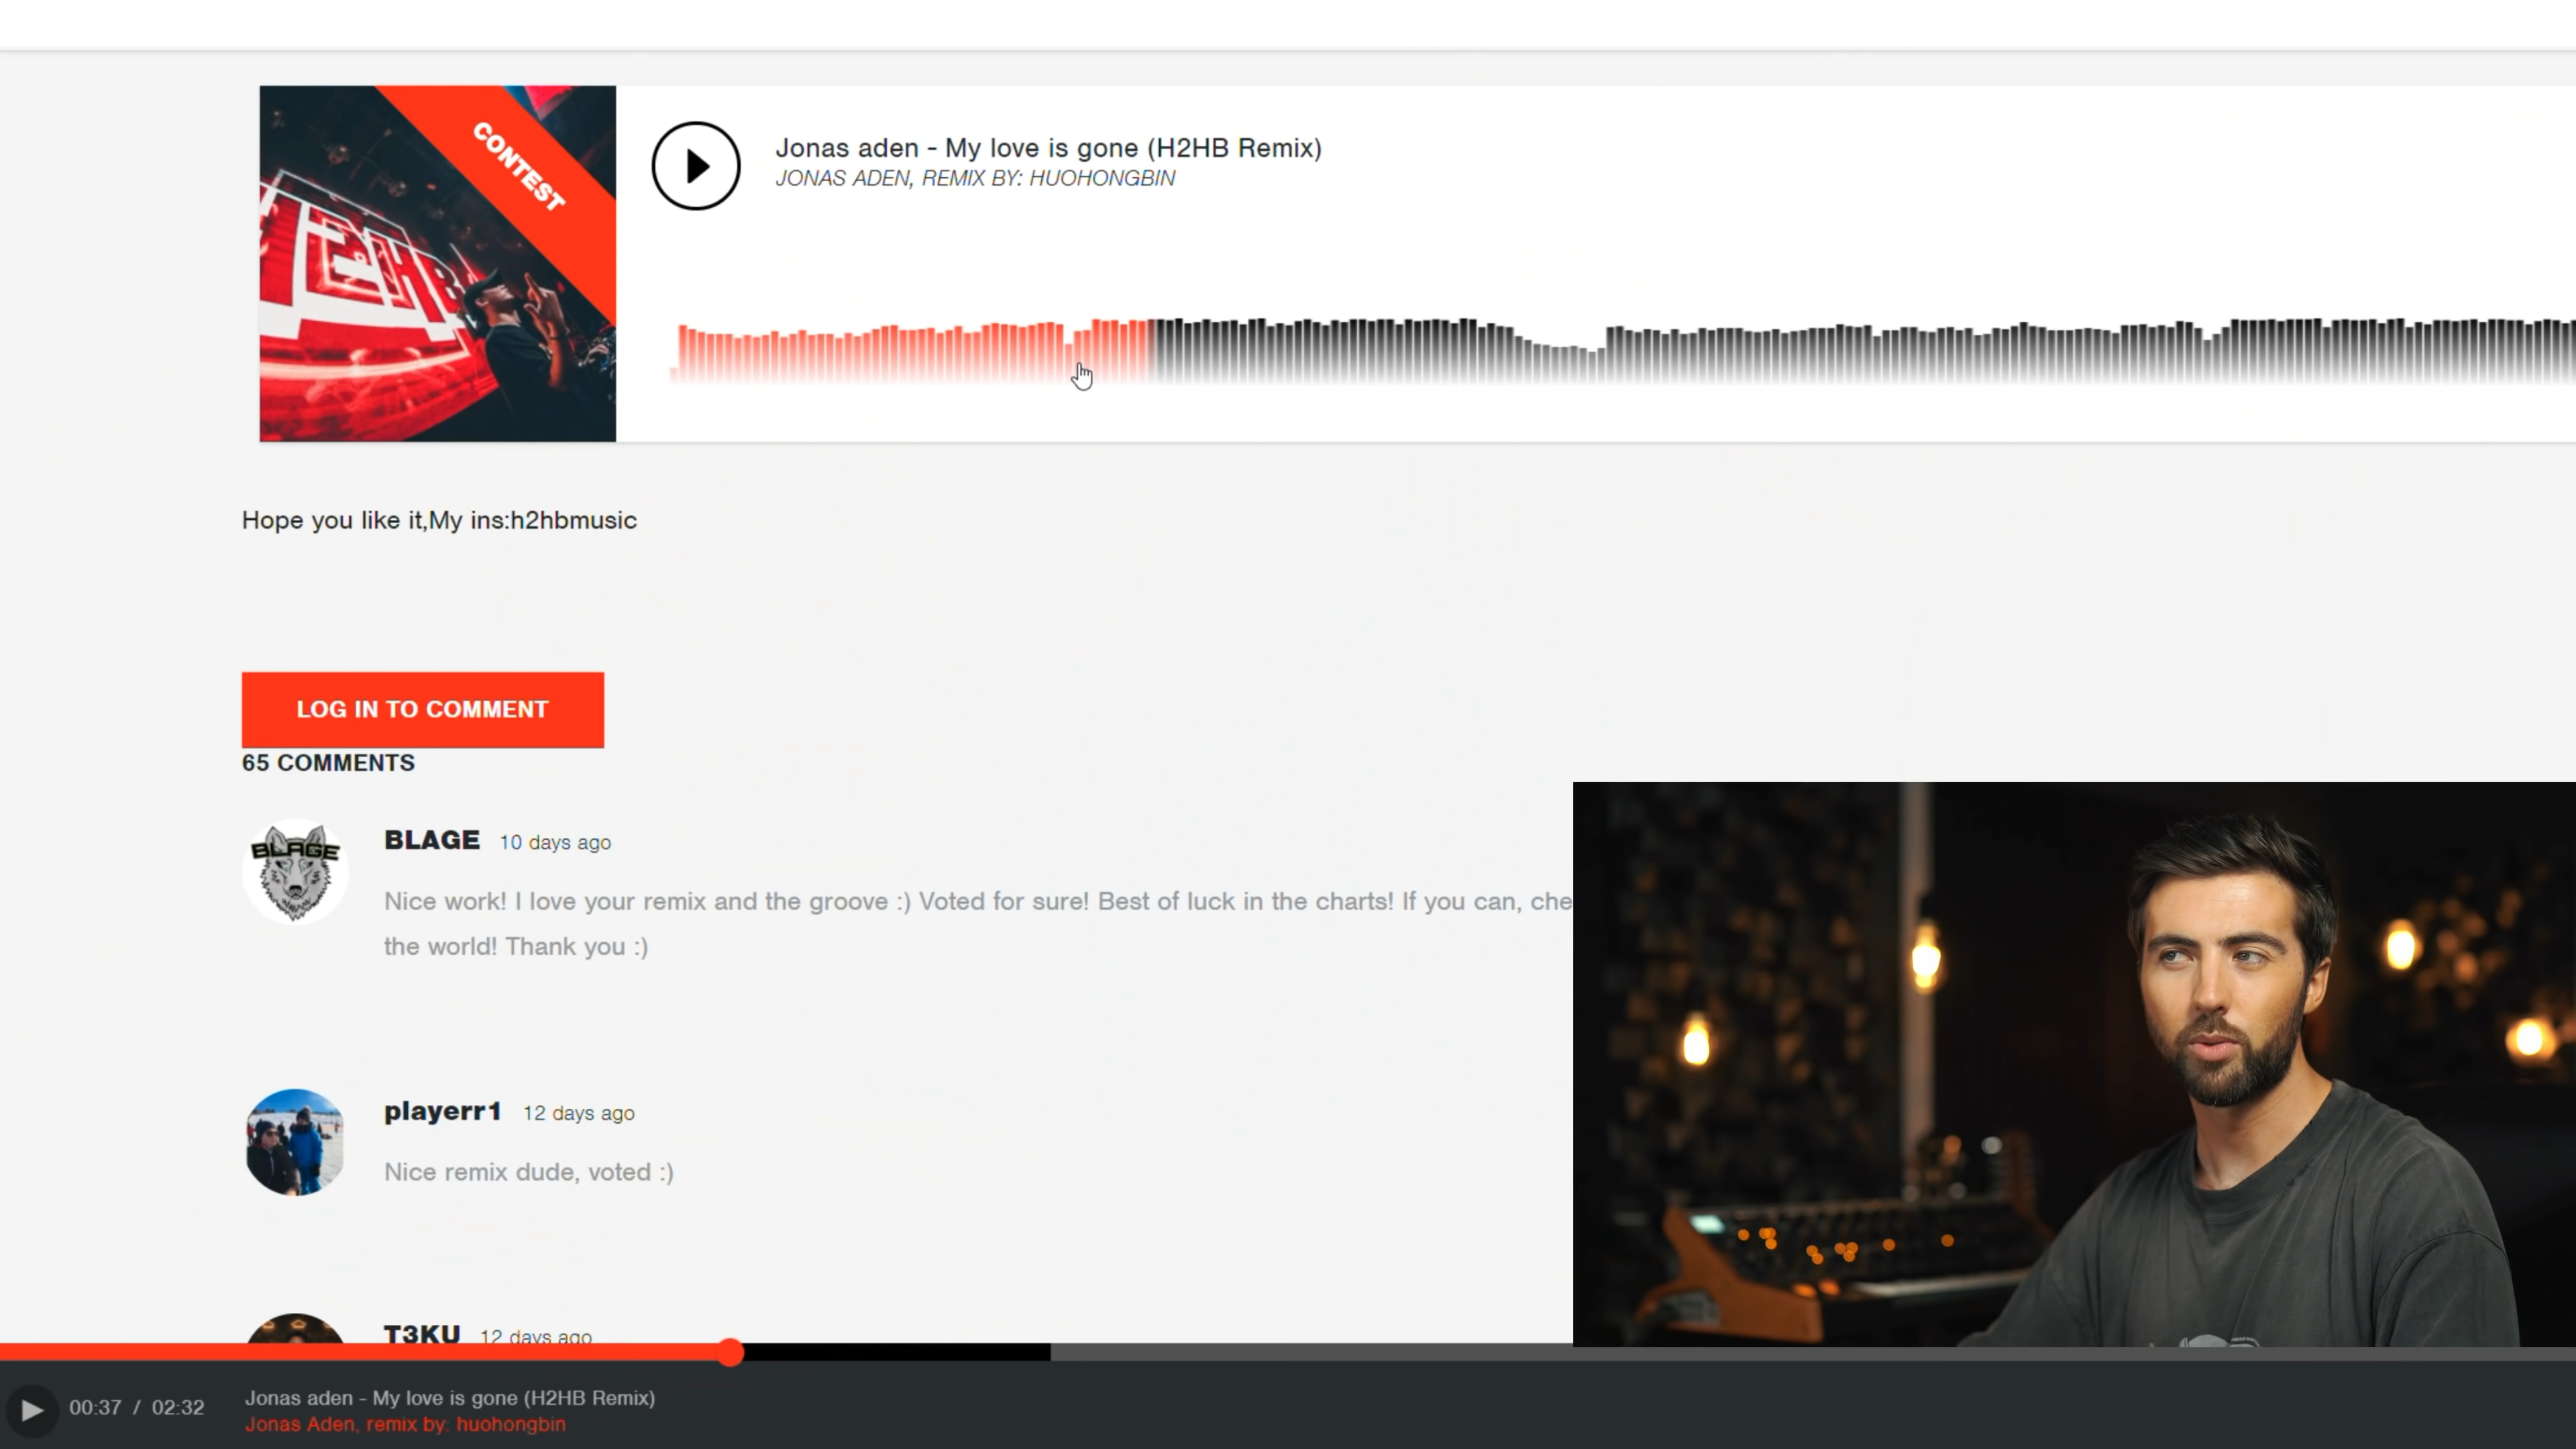 CONTEST
Jonas aden - My love is gone (H2HB Remix)
JONAS ADEN, REMIX BY: HUOHONGBIN
Hope you like it,My ins:h2hbmusic
LOG IN TO COMMENT
65 COMMENTS
BLAGE
BLAGE 10 days ago
Nice work! I love your remix and the groove :) Voted for sure! Best of luck in the charts! If you can, che
the world! Thank you :)
playerr1 12 days ago
Nice remix dude, voted :)
T3KU 12 days ago
00:37 / 02:32
Jonas aden - My love is gone (H2HB Remix)
Jonas Aden, remix by: huohongbin